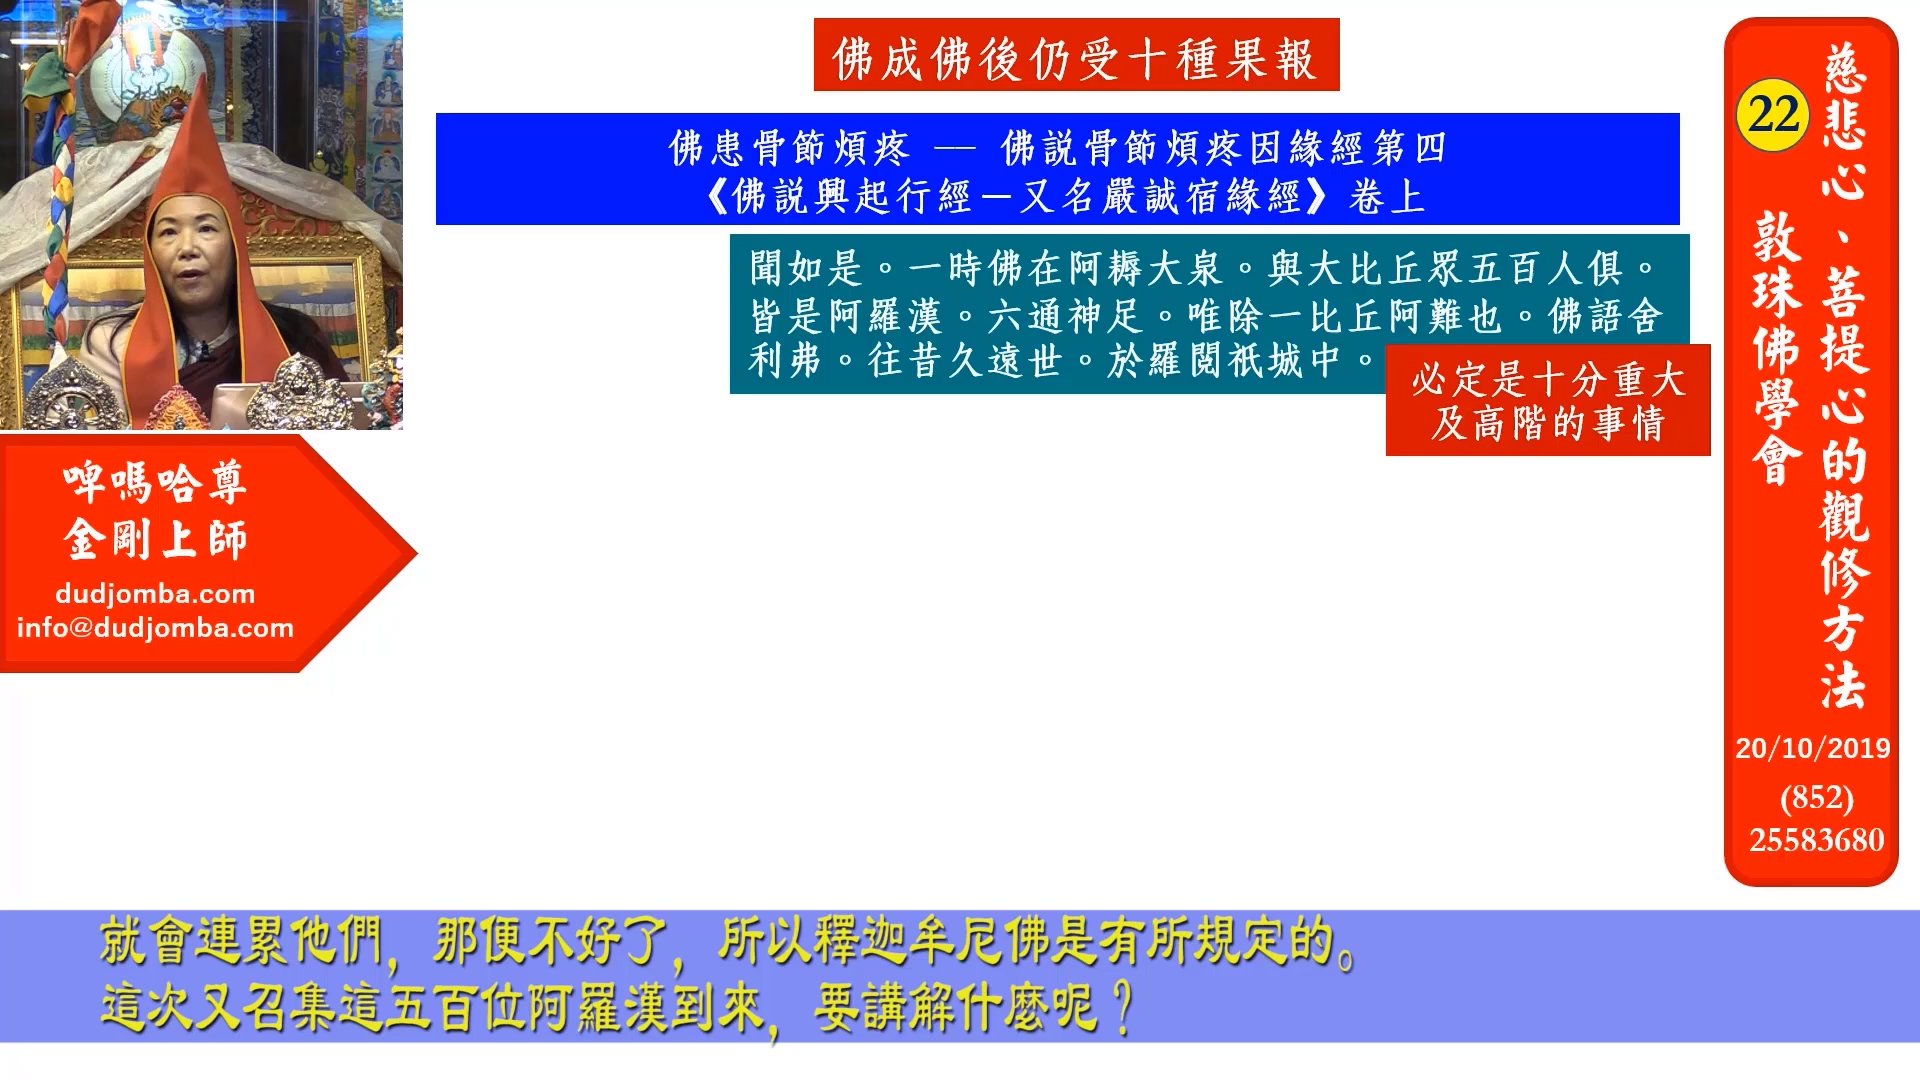 佛成佛後仍受十種果報
佛患骨節煩疼 —— 佛説骨節煩疼因緣經第四
《佛説興起行經－又名嚴誡宿緣經》卷上
聞如是。一時佛在阿耨大泉。與大比丘眾五百人俱。
皆是阿羅漢。六通神足。唯除一比丘阿難也。佛語舍
利弗。往昔久遠世。於羅閱祇城中。
必定是十分重大
及高階的事情
啤嗎哈尊
金剛上師
dudjomba.com
info@dudjomba.com
慈悲心、菩提心的觀修方法
22
敦珠佛學會
20/10/2019
(852)
25583680
就會連累他們，那便不好了，所以釋迦牟尼佛是有所規定的。
這次又召集這五百位阿羅漢到來，要講解什麼呢？